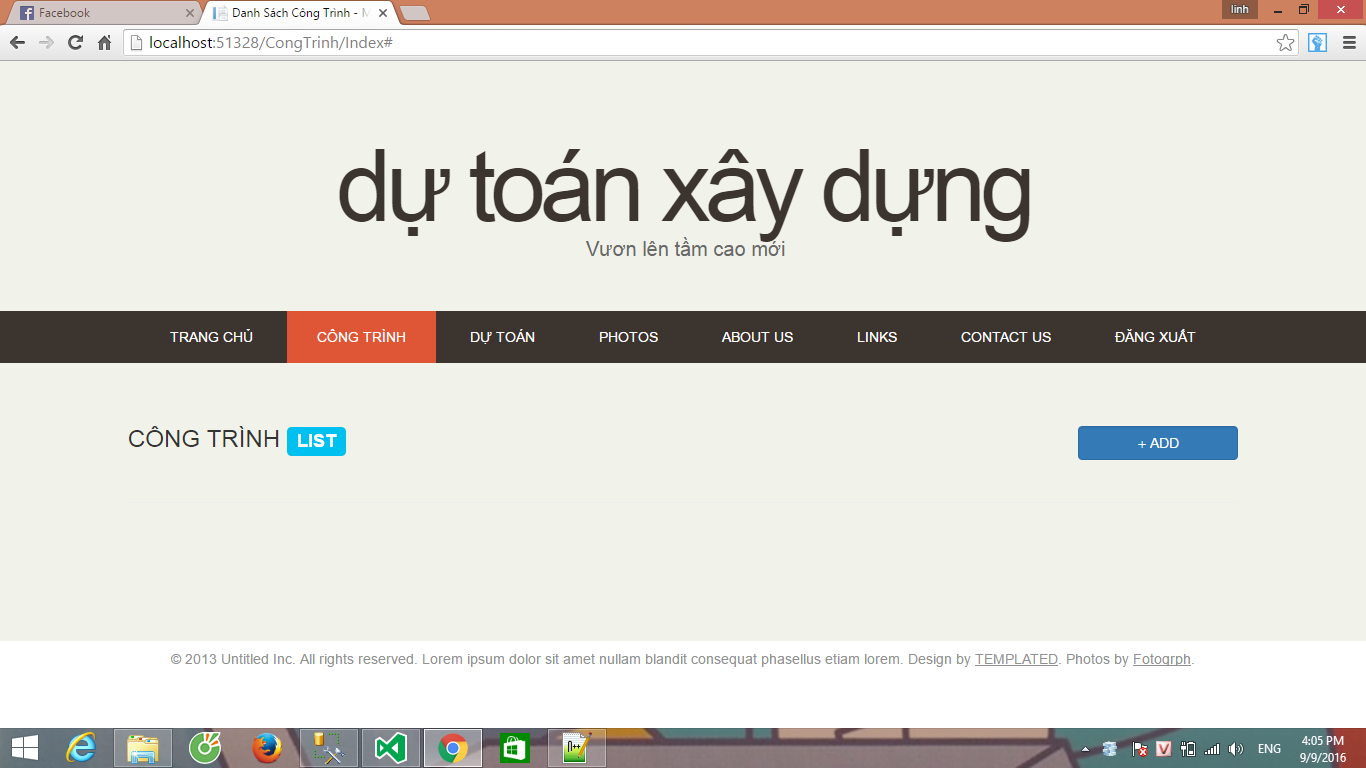 Facebook
Danh Sách Công Trình - M
linh
localhost:51328/CongTrinh/Index#
dự toán xây dựng
Vươn lên tầm cao mới
TRANG CHỦ CÔNG TRÌNH DỰ TOÁN PHOTOS ABOUT US LINKS CONTACT US ĐĂNG XUẤT
CÔNG TRÌNH LIST
+ ADD
© 2013 Untitled Inc. All rights reserved. Lorem ipsum dolor sit amet nullam blandit consequat phasellus etiam lorem. Design by TEMPLATED. Photos by Fotogrph.
ENG
4:05 PM
9/9/2016